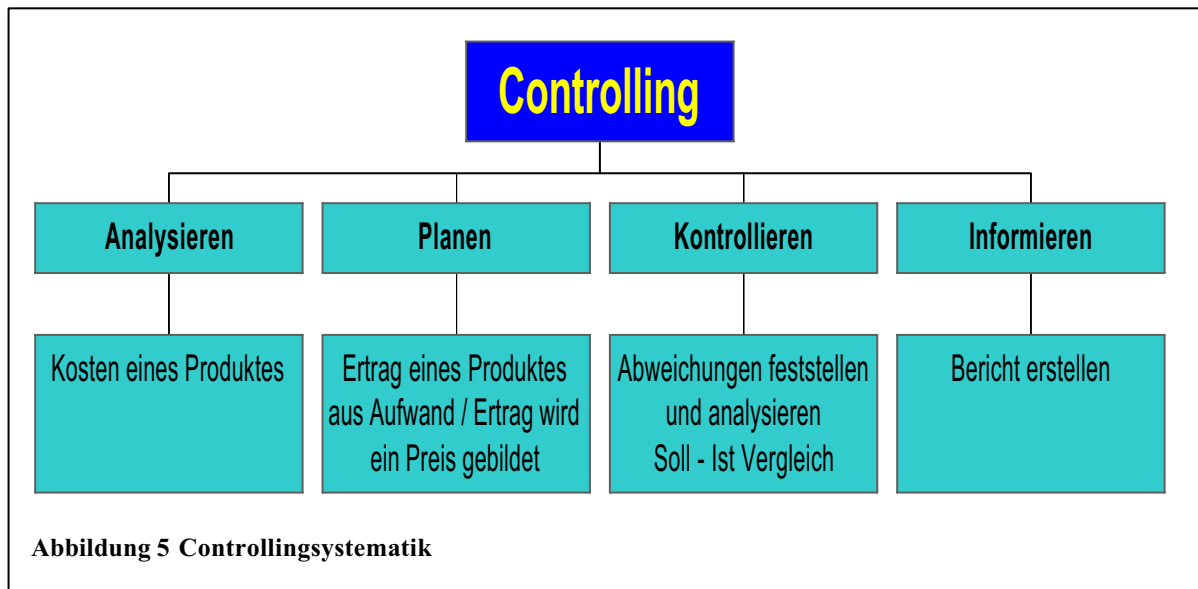 Controlling
Analysieren
Planen
Kontrollieren
Informieren
Kosten eines Produktes
Ertrag eines Produktes
aus Aufwand / Ertrag wird
ein Preis gebildet
Abweichungen feststellen
und analysieren
Soll - Ist Vergleich
Bericht erstellen
Abbildung 5 Controllingsystematik